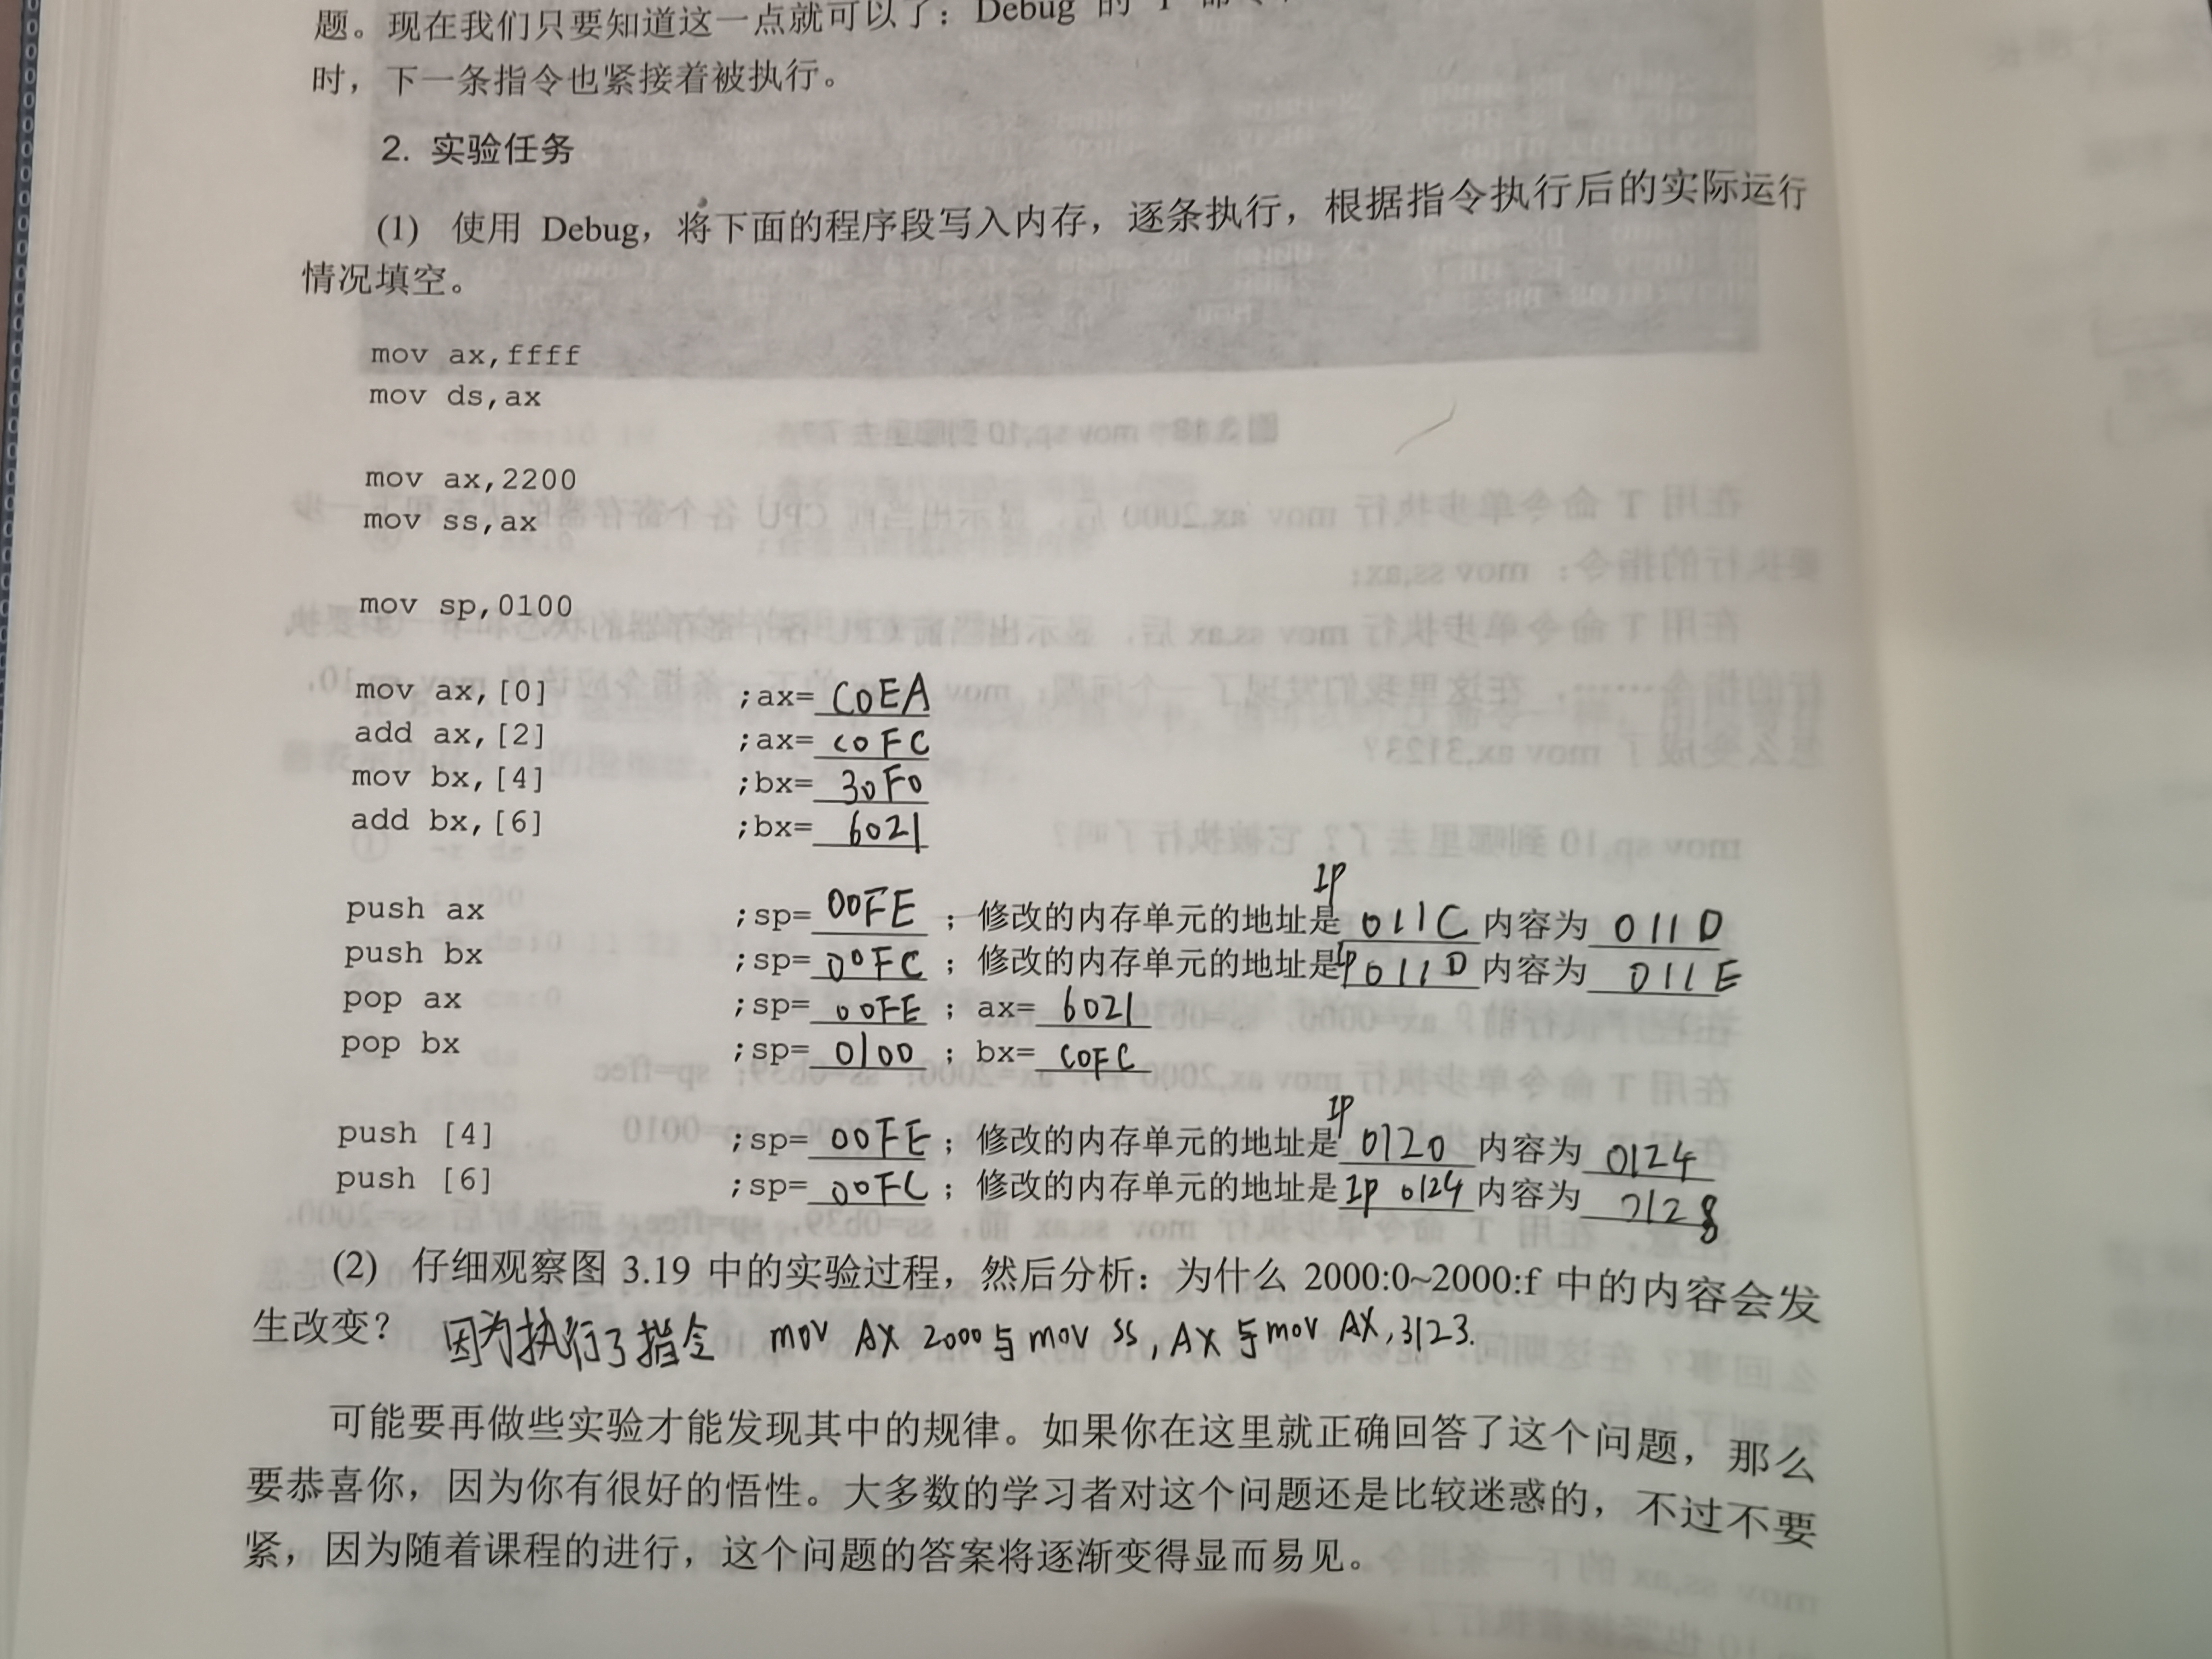 题。现在我们只要知道这一点就可以了：Debug 的 T
时，下一条指令也紧接着被执行。
2. 实验任务
(1) 使用 Debug，将下面的程序段写入内存，逐条执行，根据指令执行后的实际运行
情况填空。
mov ax,ffff
mov ds,ax
mov ax,2200
mov ss,ax
mov sp,0100
mov ax,[0] ;ax= C0EA
add ax,[2] ;ax= C0FC
mov bx,[4] ;bx= 30F0
add bx,[6] ;bx= 6021
push ax ;sp= 00FE ；修改的内存单元的地址是 IP 011C 内容为 011D
push bx ;sp= 00FC ；修改的内存单元的地址是 IP 011D 内容为 011E
pop ax ;sp= 00FE ；ax= 6021
pop bx ;sp= 0100 ；bx= C0FC
push [4] ;sp= 00FE ；修改的内存单元的地址是 IP 0120 内容为 0124
push [6] ;sp= 00FC ；修改的内存单元的地址是 IP 0124 内容为 0128
(2) 仔细观察图 3.19 中的实验过程，然后分析：为什么 2000:0~2000:f 中的内容会发
生改变？ 因为执行了指令 mov AX 2000与mov SS, AX 与mov AX,3123.
可能要再做些实验才能发现其中的规律。如果你在这里就正确回答了这个问题，那么
要恭喜你，因为你有很好的悟性。大多数的学习者对这个问题还是比较迷惑的，不过不要
紧，因为随着课程的进行，这个问题的答案将逐渐变得显而易见。